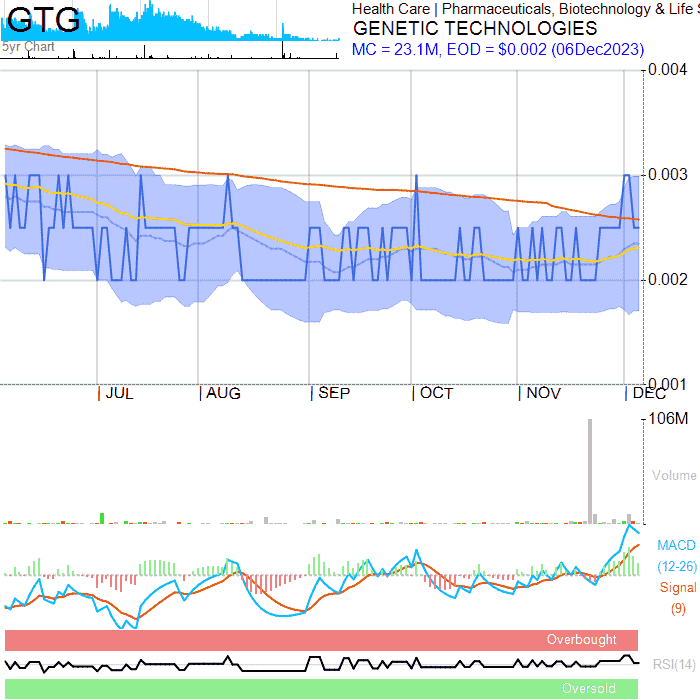 GTG
5yr Chart
Health Care | Pharmaceuticals, Biotechnology & Life S
GENETIC TECHNOLOGIES
MC = 23.1M, EOD = $0.002 (06Dec2023)
0.004
0.003
0.002
0.001
JUL AUG SEP OCT NOV DEC
106M
Volume
MACD
(12-26)
Signal
(9)
Overbought
RSI(14)
Oversold